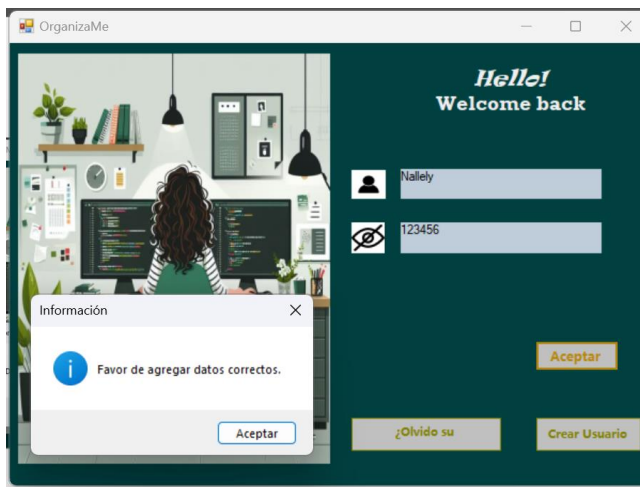 OrganizaMe
Hello!
Welcome back
Nallely
123456
Información
Favor de agregar datos correctos.
Aceptar
Aceptar
¿Olvido su
Crear Usuario